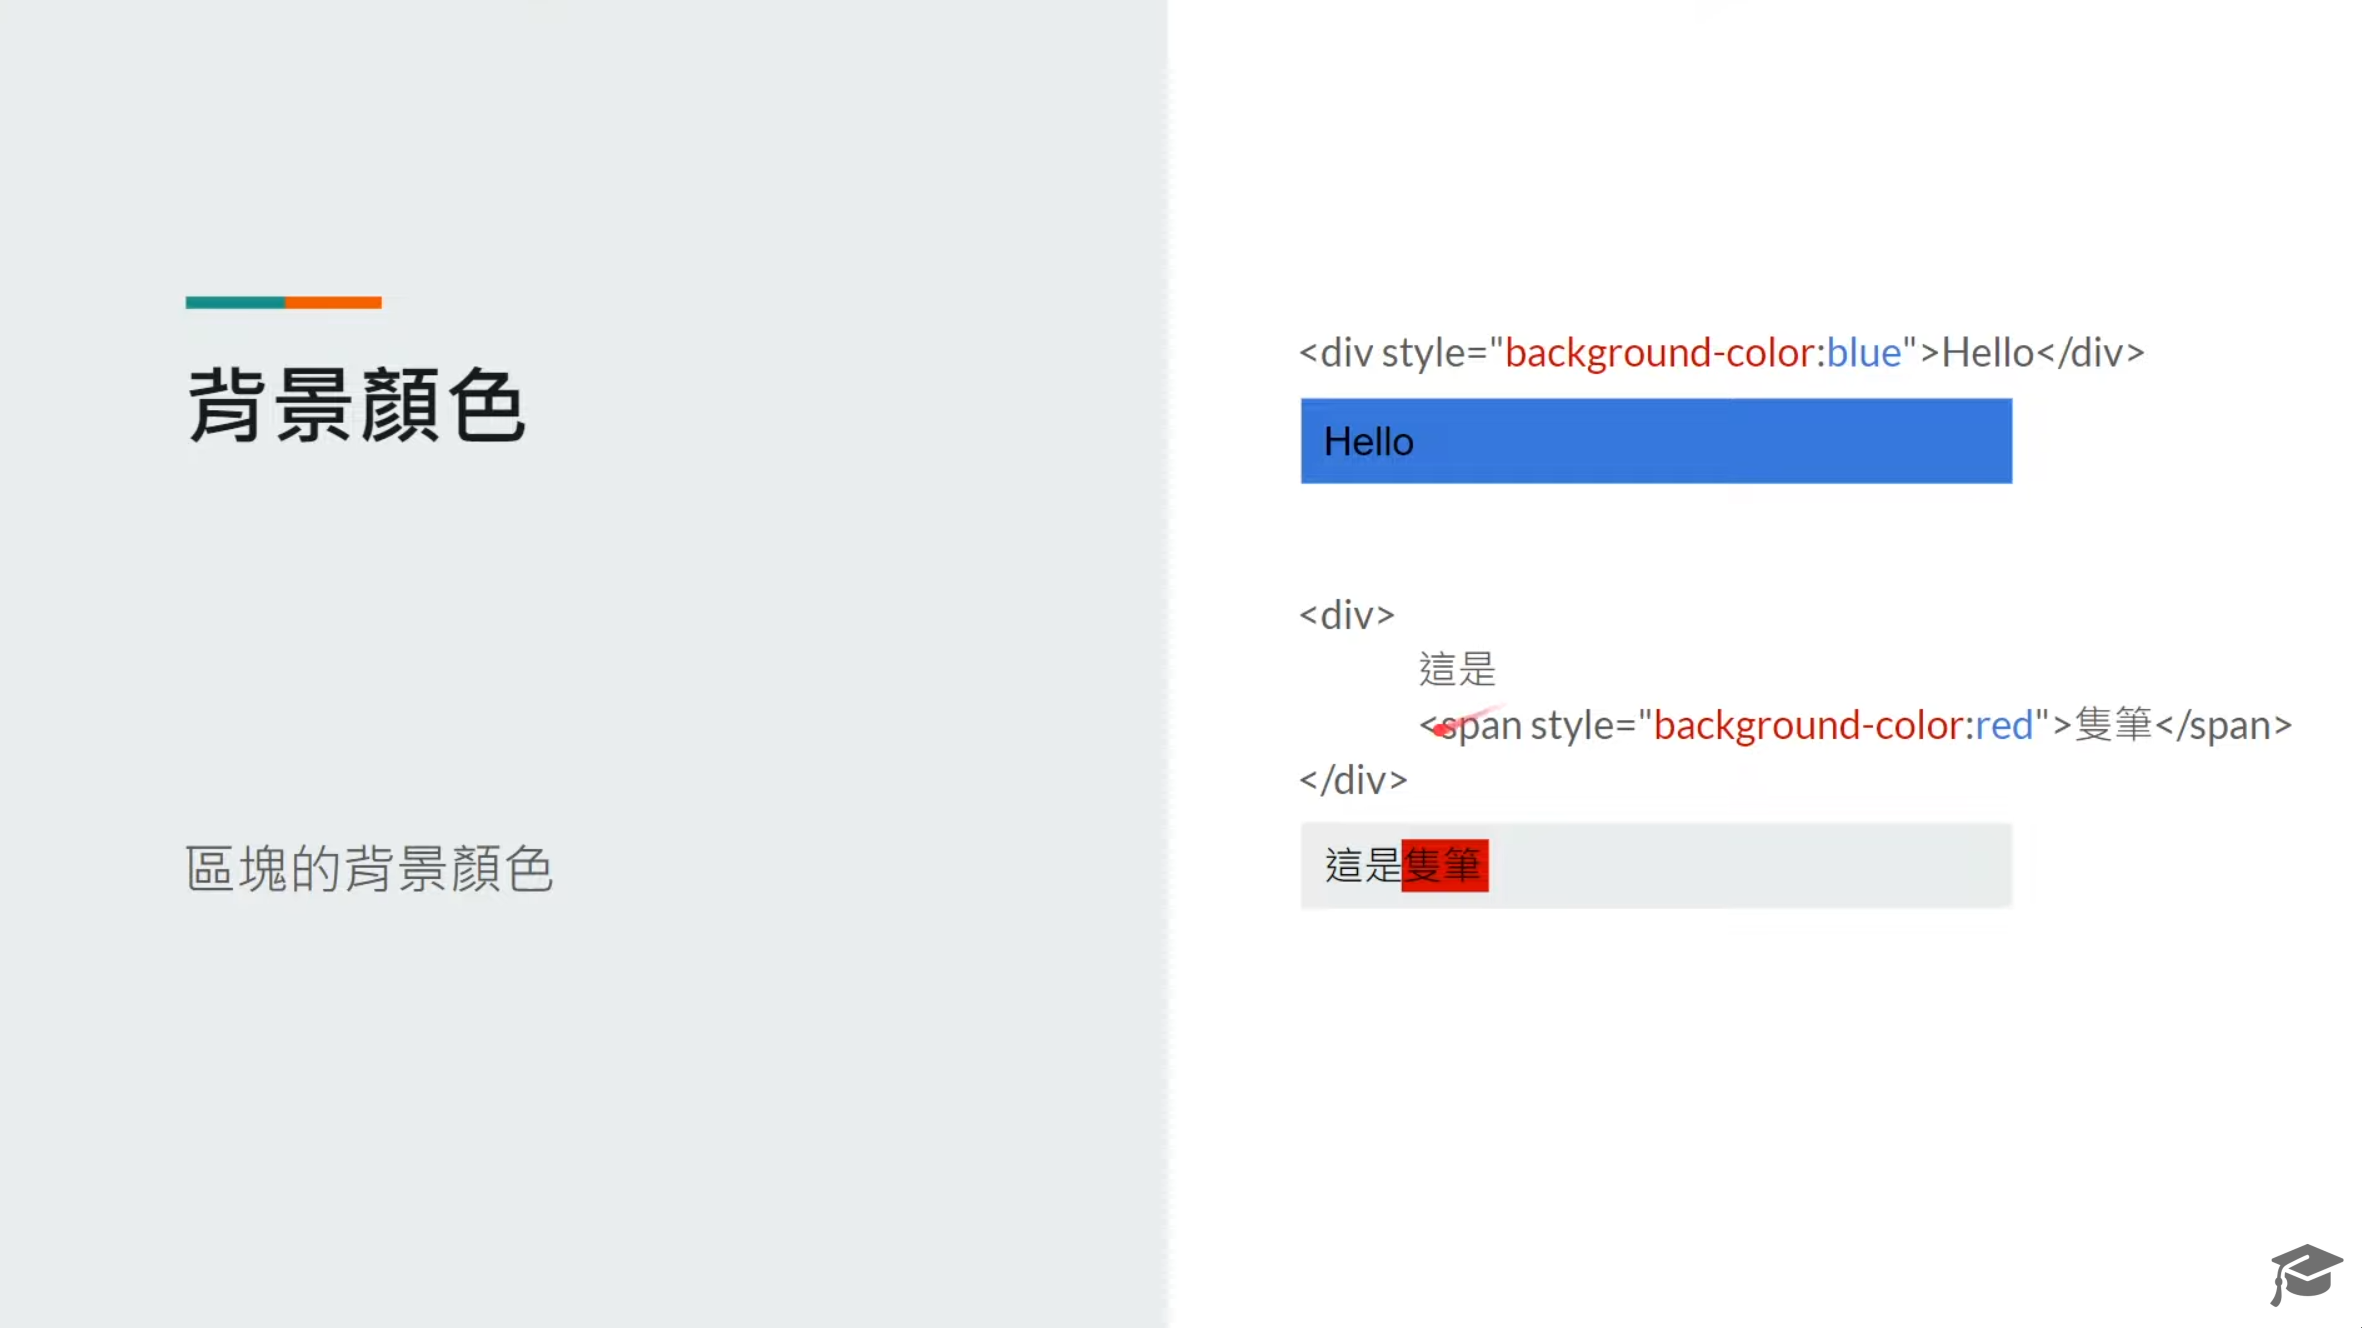 背景顏色
區塊的背景顏色
<div style="background-color:blue">Hello</div>
Hello
<div>
這是
<span style="background-color:red">隻筆</span>
</div>
這是隻筆